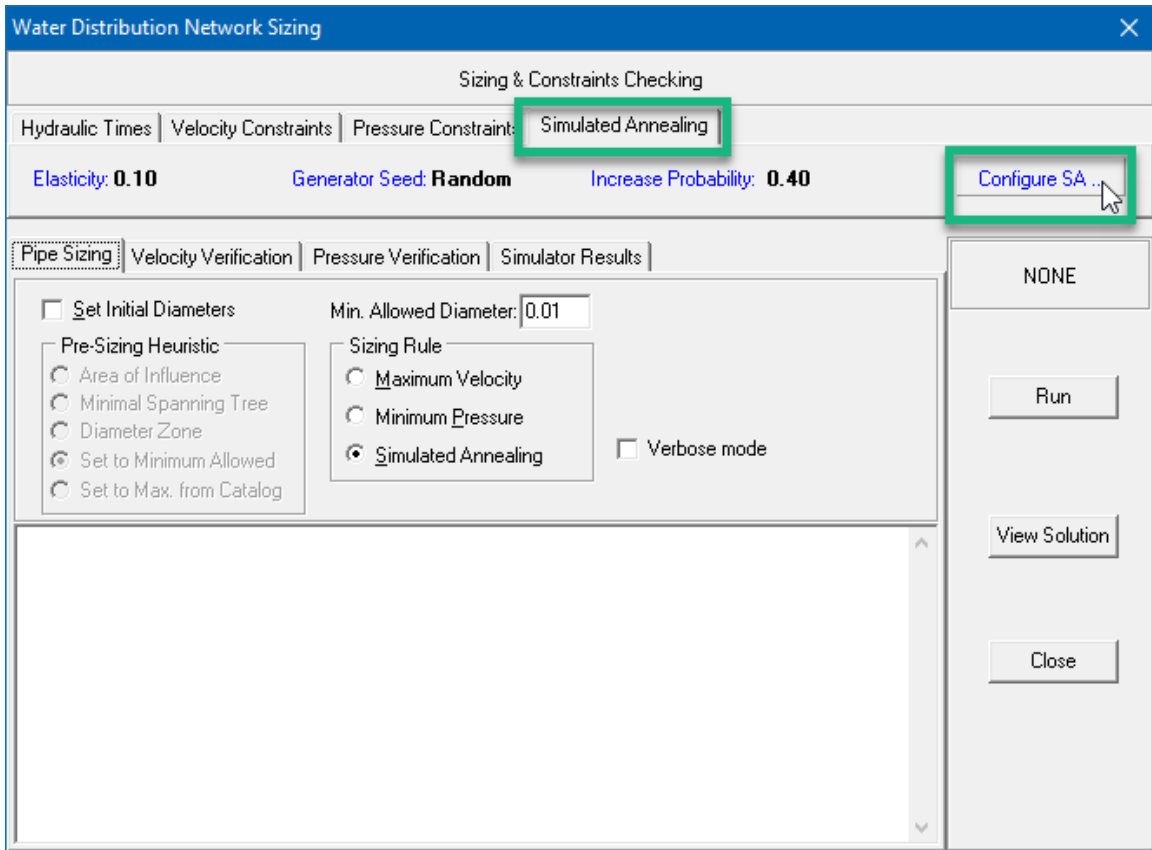 Water Distribution Network Sizing
Sizing & Constraints Checking
Hydraulic Times Velocity Constraints Pressure Constraint Simulated Annealing
Elasticity: 0.10 Generator Seed: Random Increase Probability: 0.40 Configure SA ...
Pipe Sizing Velocity Verification Pressure Verification Simulator Results
NONE
Set Initial Diameters Min. Allowed Diameter: 0.01
Pre-Sizing Heuristic Sizing Rule
Area of Influence Maximum Velocity
Minimal Spanning Tree Minimum Pressure
Diameter Zone
Set to Minimum Allowed Simulated Annealing Verbose mode
Set to Max. from Catalog
Run
View Solution
Close